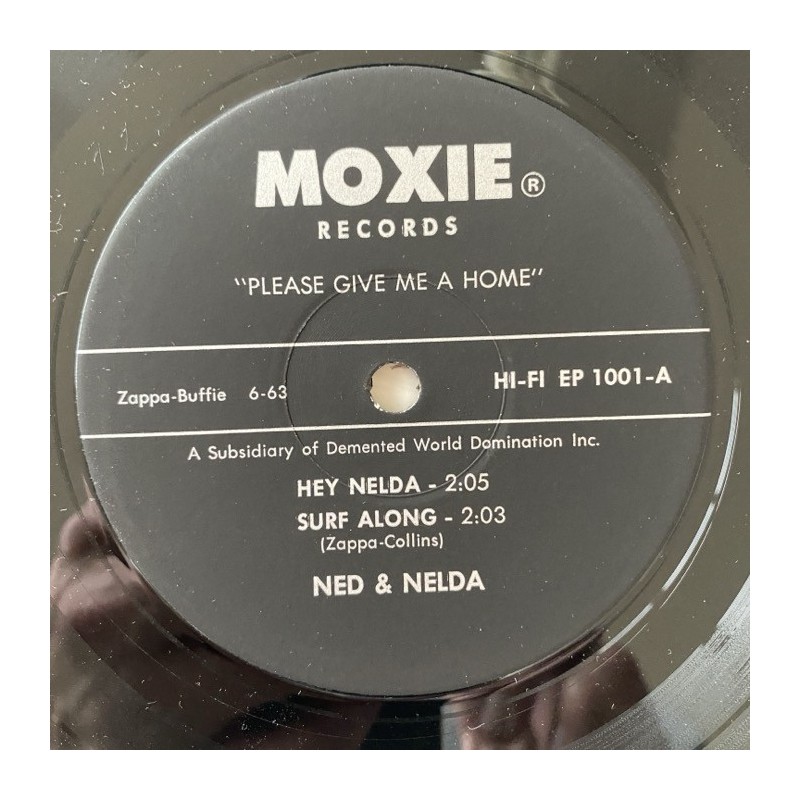 MOXIE ®
RECORDS
"PLEASE GIVE ME A HOME"
Zappa-Buffie 6-63
HI-FI EP 1001-A
A Subsidiary of Demented World Domination Inc.
HEY NELDA - 2:05
SURF ALONG - 2:03
(Zappa-Collins)
NED & NELDA